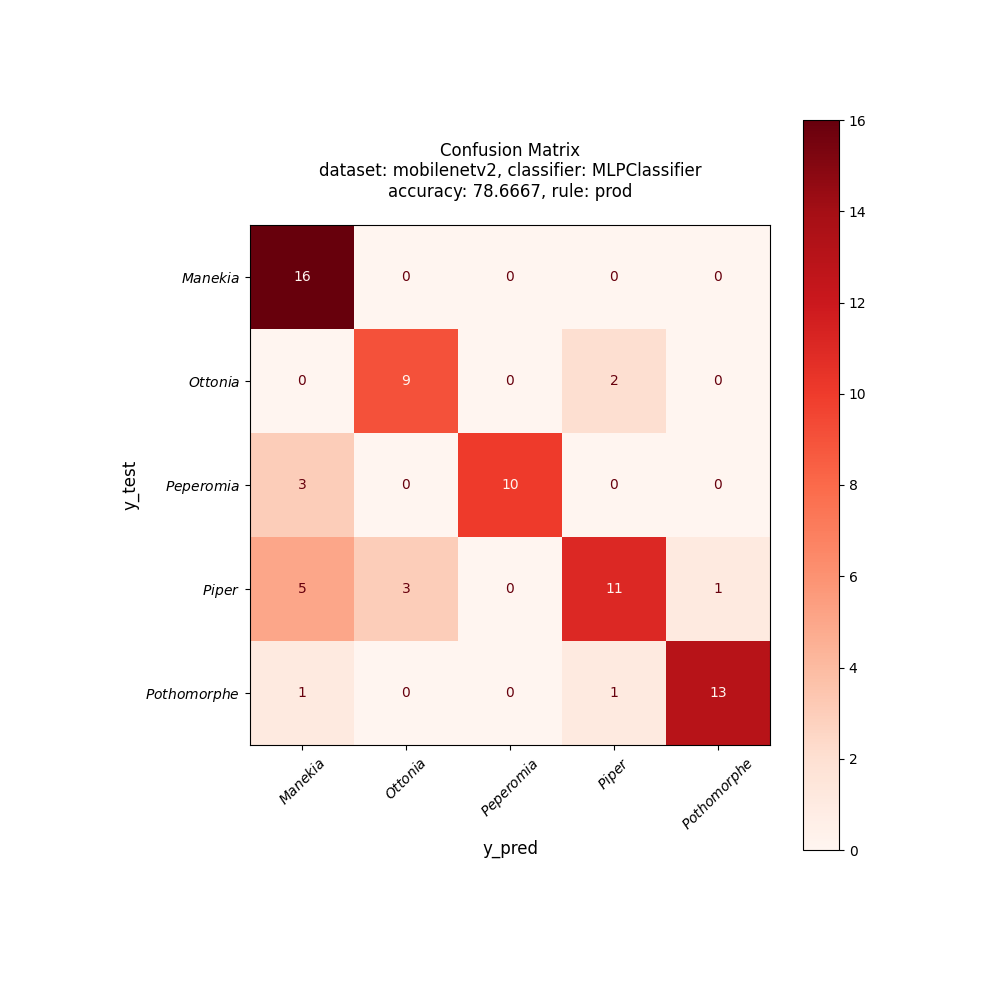 Confusion Matrix
dataset: mobilenetv2, classifier: MLPClassifier
accuracy: 78.6667, rule: prod
Manekia 16 0 0 0 0
Ottonia 0 9 0 2 0
Peperomia 3 0 10 0 0
Piper 5 3 0 11 1
Pothomorphe 1 0 0 1 13
y_test
Manekia Ottonia Peperomia Piper Pothomorphe
y_pred
16
14
12
10
8
6
4
2
0